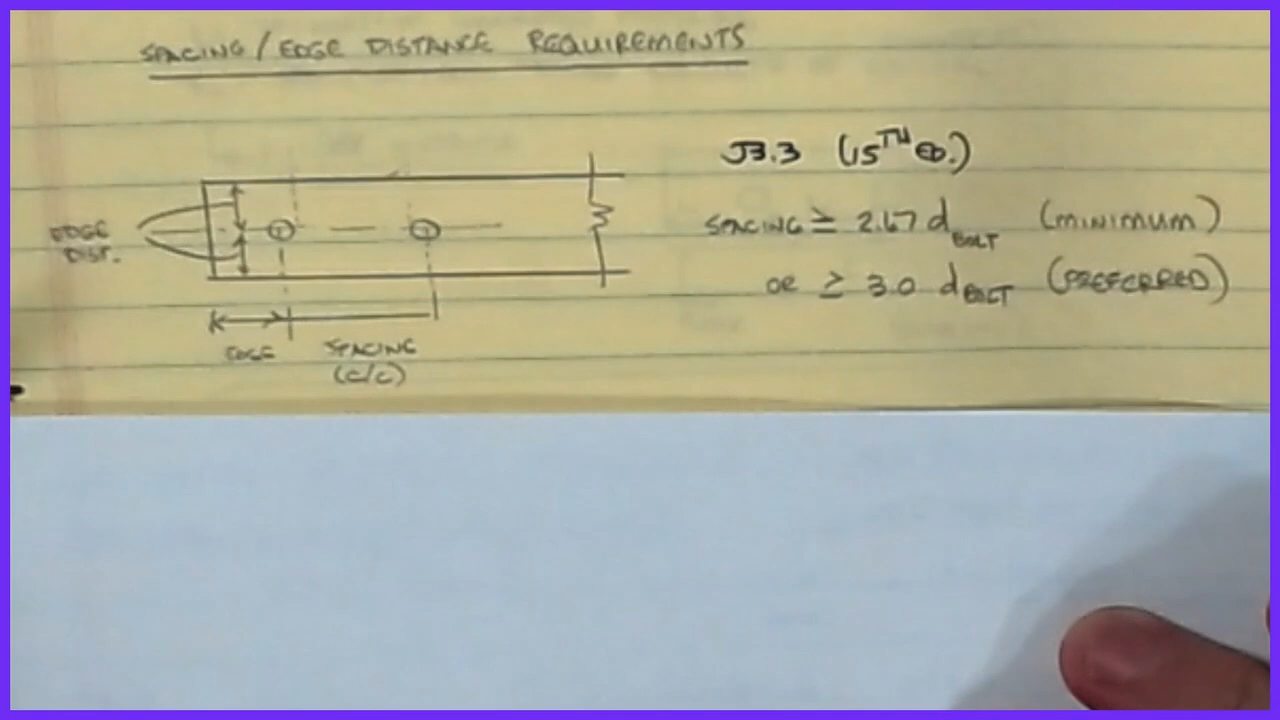 SPACING / EDGE DISTANCE REQUIREMENTS
J3.3 (15TH ED.)
SPACING ≥ 2.67 dBOLT (MINIMUM)
OR ≥ 3.0 dBOLT (PREFERRED)
EDGE
DIST.
EDGE
SPACING
(C/C)